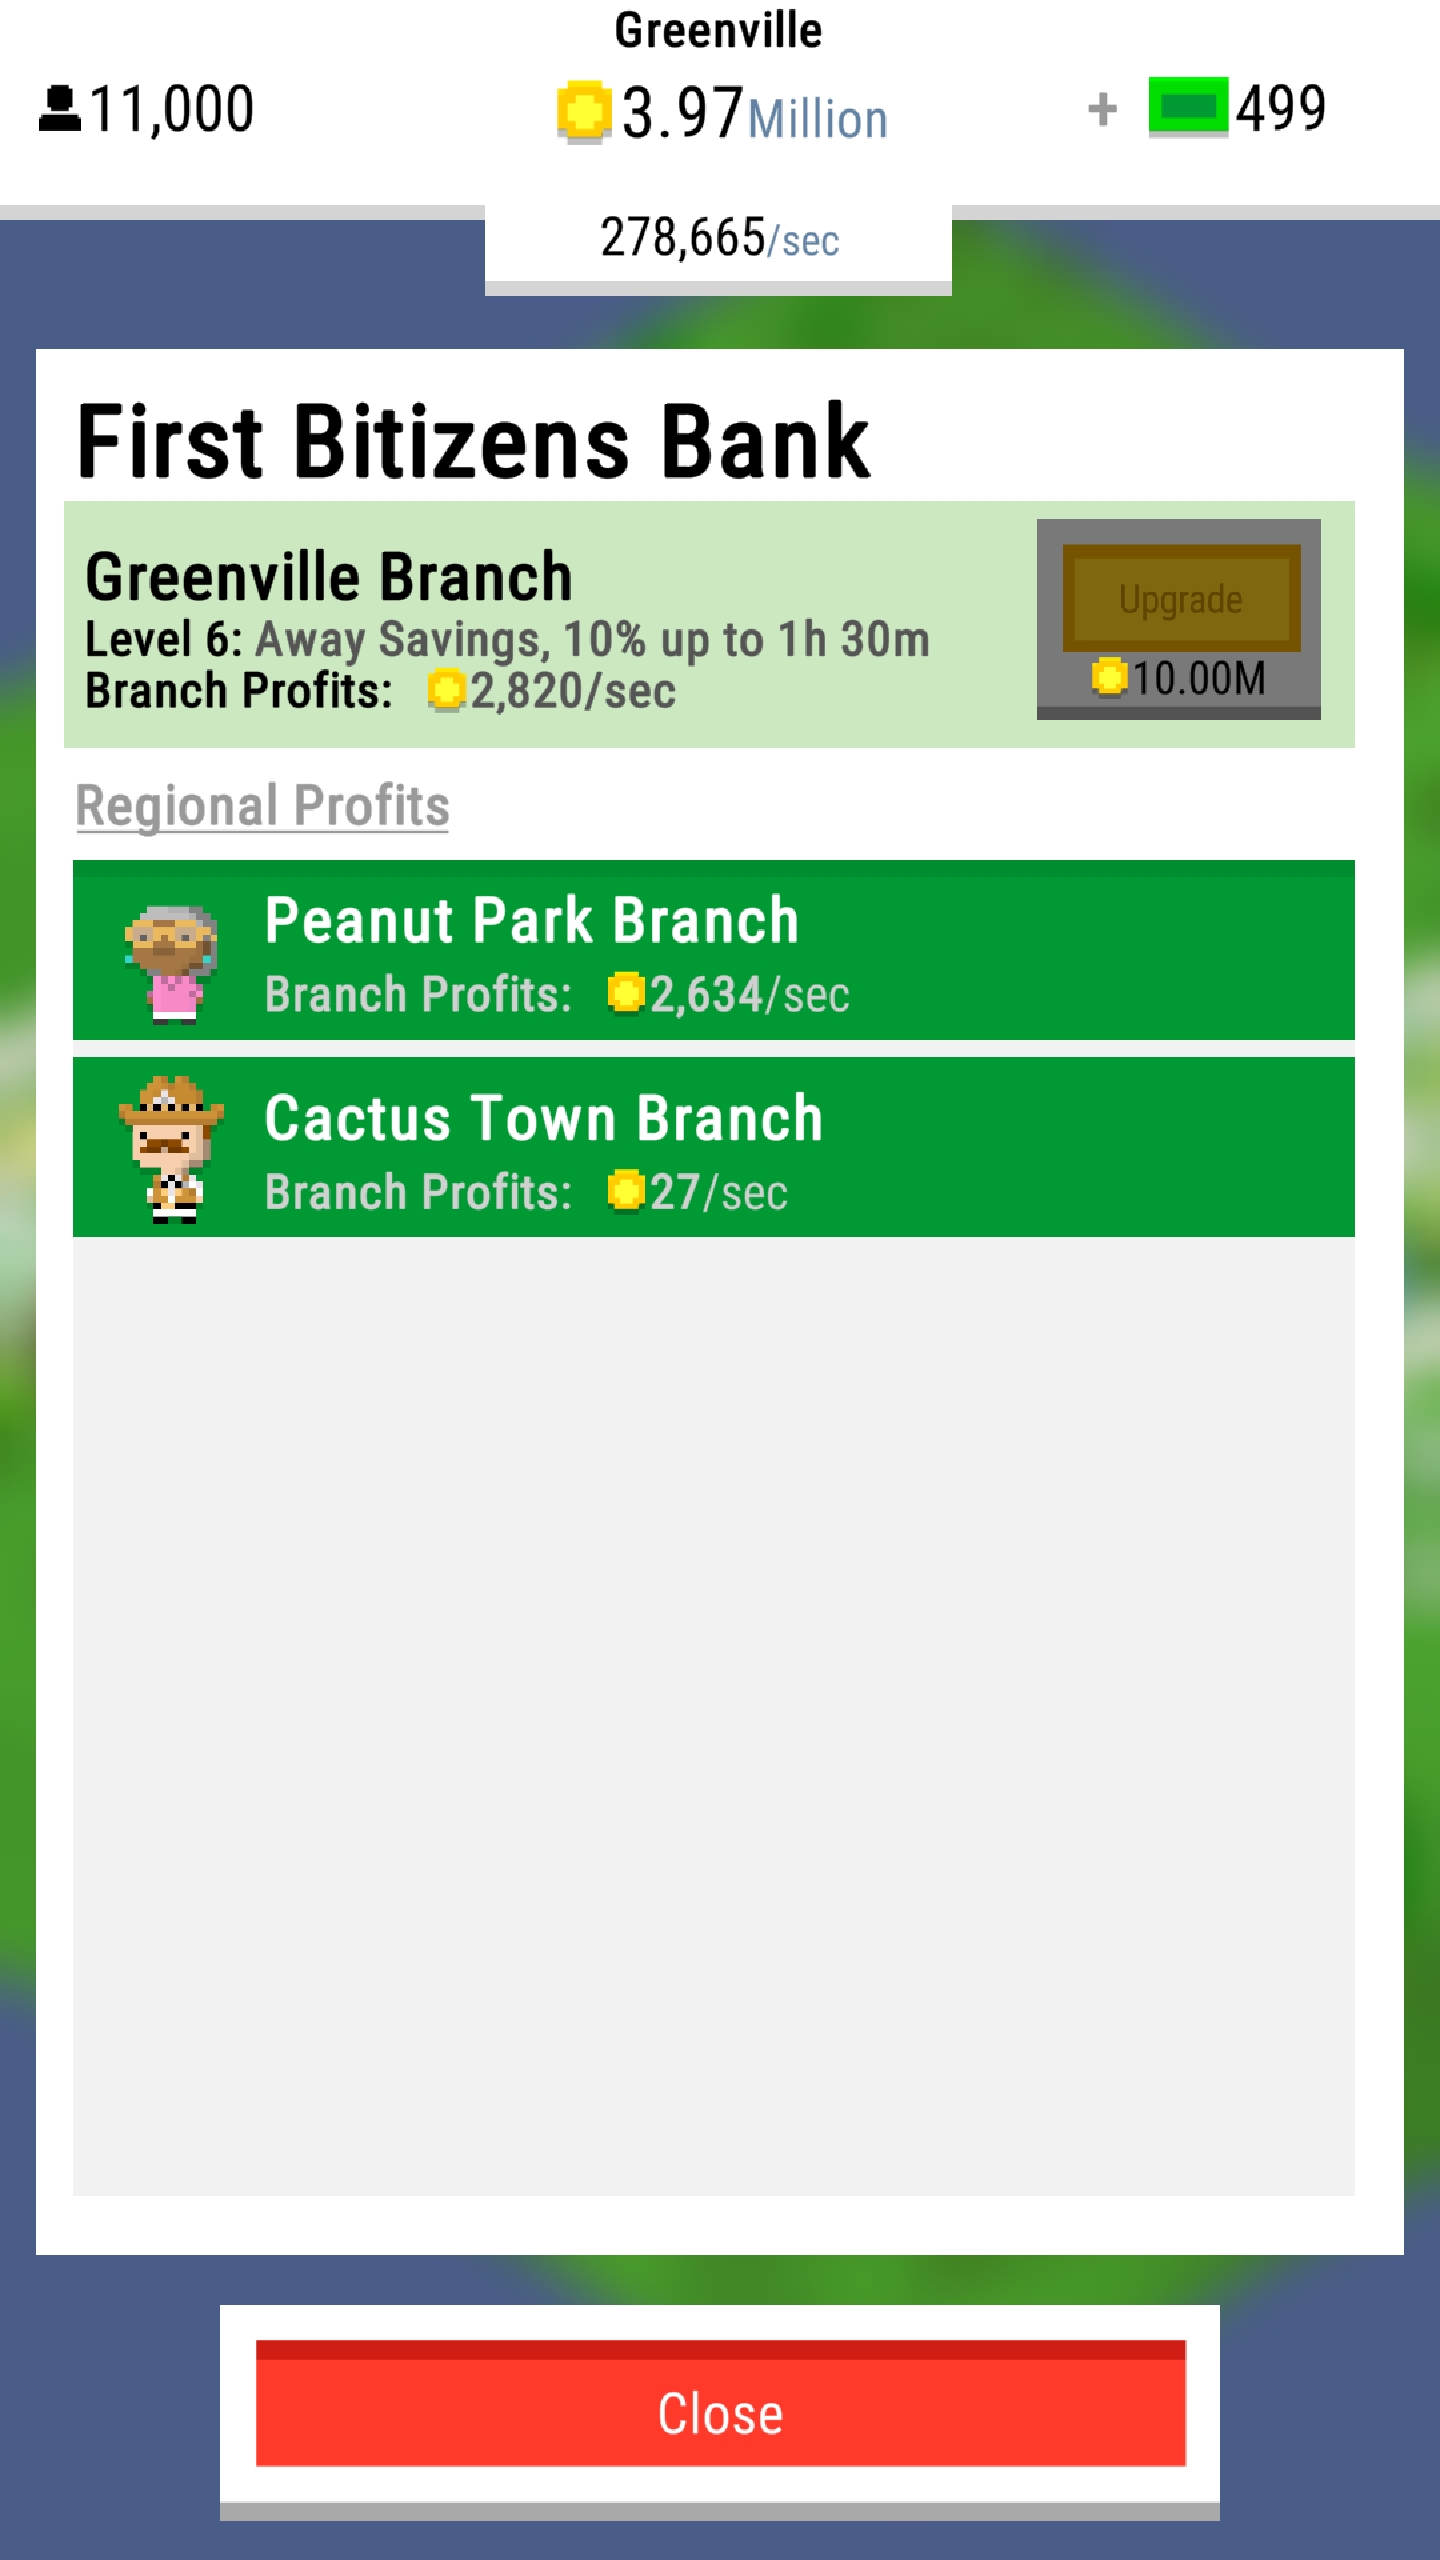 Greenville
11,000
3.97Million
+ 499
278,665/sec
First Bitizens Bank
Greenville Branch
Level 6: Away Savings, 10% up to 1h 30m
Branch Profits: 2,820/sec
Upgrade
10.00M
Regional Profits
Peanut Park Branch
Branch Profits: 2,634/sec
Cactus Town Branch
Branch Profits: 27/sec
Close